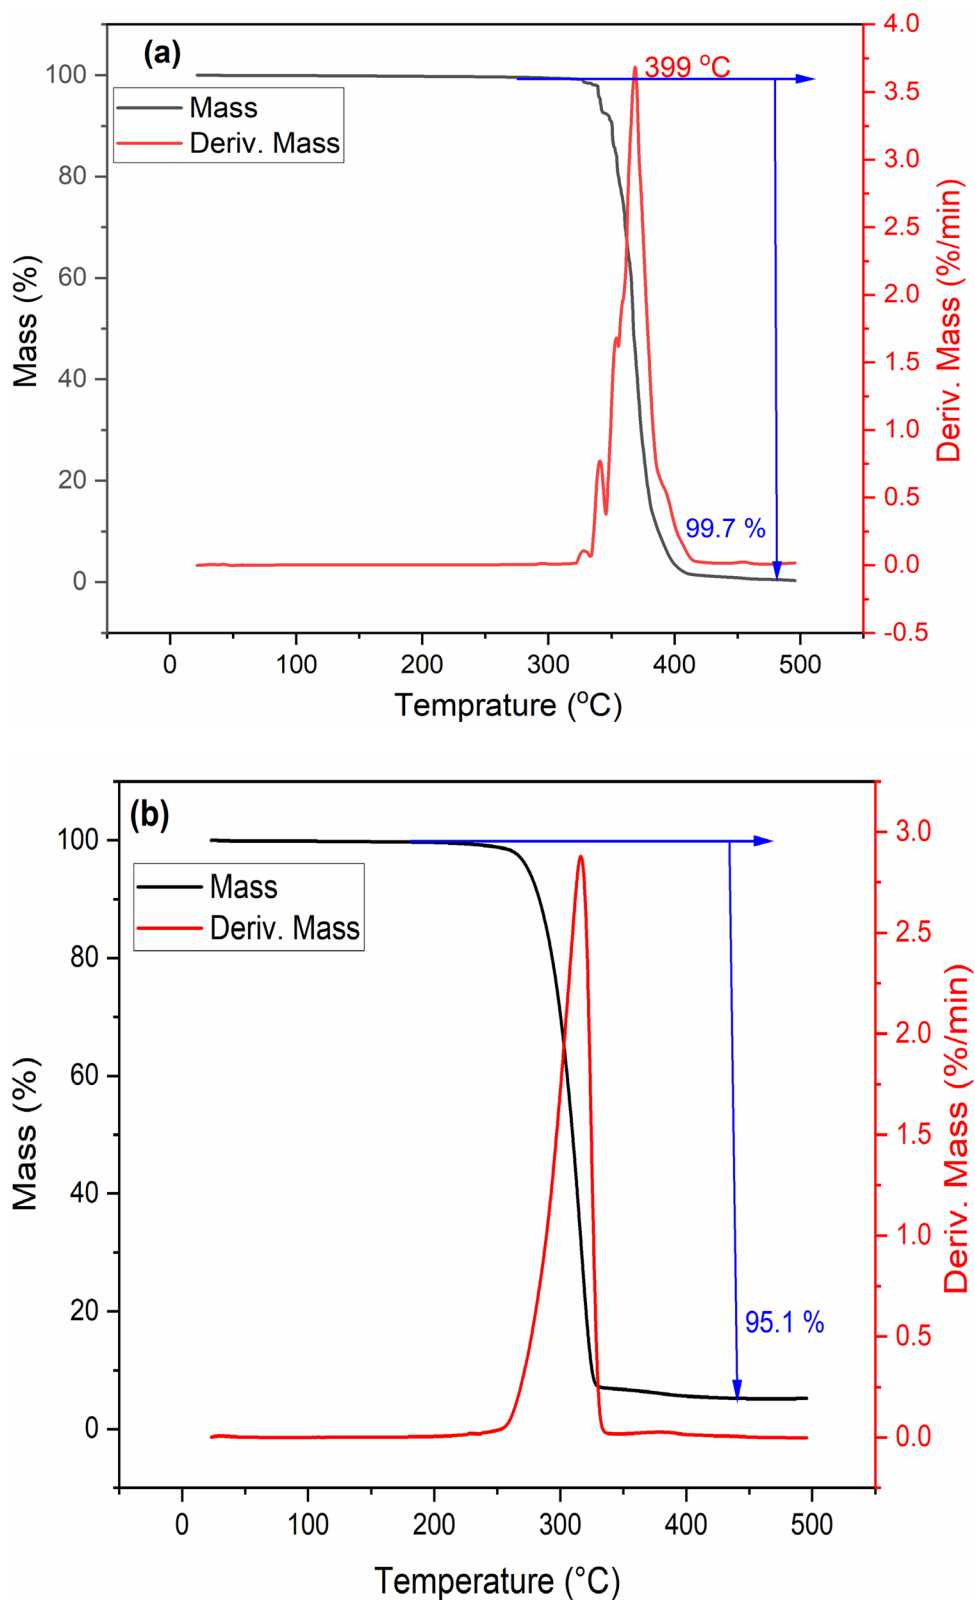 (a)
399 °C
Mass
Deriv. Mass
99.7 %
Mass (%)
100
80
60
40
20
0
Deriv. Mass (%/min)
4.0
3.5
3.0
2.5
2.0
1.5
1.0
0.5
0.0
-0.5
0 100 200 300 400 500
Temprature (°C)
(b)
Mass
Deriv. Mass
95.1 %
Mass (%)
100
80
60
40
20
0
Deriv. Mass (%/min)
3.0
2.5
2.0
1.5
1.0
0.5
0.0
0 100 200 300 400 500
Temperature (°C)